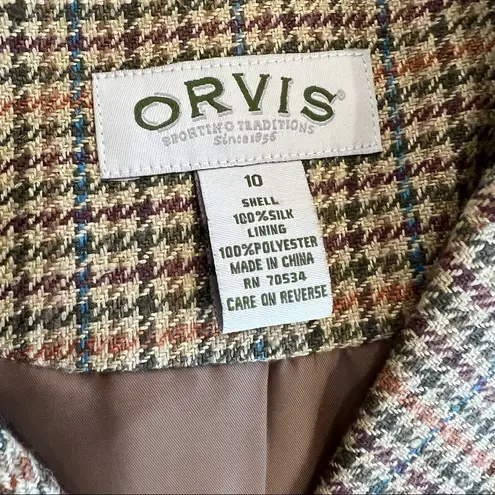 ORVIS®
SPORTING TRADITIONS
Since 1856
10
SHELL
100%SILK
LINING
100%POLYESTER
MADE IN CHINA
RN 70534
CARE ON REVERSE